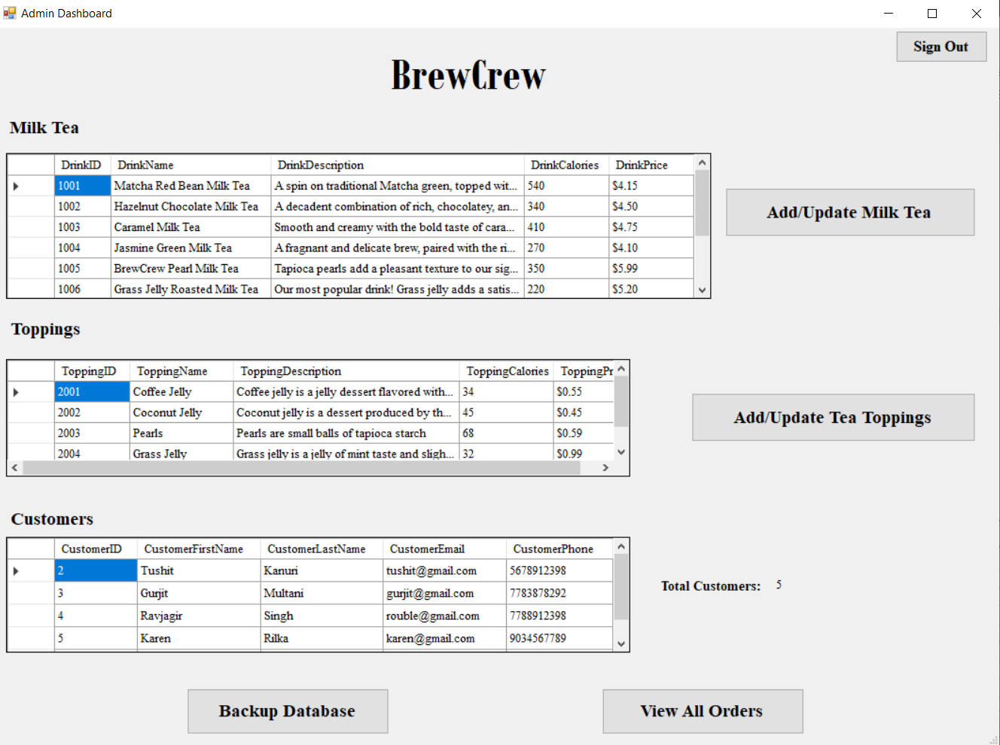 Admin Dashboard
Sign Out
BrewCrew
Milk Tea
DrinkID DrinkName DrinkDescription DrinkCalories DrinkPrice
1001 Matcha Red Bean Milk Tea A spin on traditional Matcha green, topped wit... 540 $4.15
1002 Hazelnut Chocolate Milk Tea A decadent combination of rich, chocolatey, an... 340 $4.50
1003 Caramel Milk Tea Smooth and creamy with the bold taste of cara... 410 $4.75
1004 Jasmine Green Milk Tea A fragnant and delicate brew, paired with the ri... 270 $4.10
1005 BrewCrew Pearl Milk Tea Tapioca pearls add a pleasant texture to our sig... 350 $5.99
1006 Grass Jelly Roasted Milk Tea Our most popular drink! Grass jelly adds a satis... 220 $5.20
Add/Update Milk Tea
Toppings
ToppingID ToppingName ToppingDescription ToppingCalories ToppingPr
2001 Coffee Jelly Coffee jelly is a jelly dessert flavored with... 34 $0.55
2002 Coconut Jelly Coconut jelly is a dessert produced by th... 45 $0.45
2003 Pearls Pearls are small balls of tapioca starch 68 $0.59
2004 Grass Jelly Grass jelly is a jelly of mint taste and sligh... 32 $0.99
Add/Update Tea Toppings
Customers
CustomerID CustomerFirstName CustomerLastName CustomerEmail CustomerPhone
2 Tushit Kanuri tushit@gmail.com 5678912398
3 Gurjit Multani gurjit@gmail.com 7783878292
4 Ravjagir Singh rouble@gmail.com 7788912398
5 Karen Rilka karen@gmail.com 9034567789
Total Customers: 5
Backup Database
View All Orders